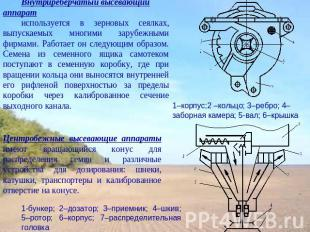 Внутриреберчатый высевающий
аппарат
используется в зерновых сеялках,
выпускаемых многими зарубежными
фирмами. Работает он следующим образом.
Семена из семенного ящика самотеком
поступают в семенную коробку, где при
вращении кольца они выносятся внутренней
его рифленой поверхностью за пределы
коробки через калиброванное сечение
выходного канала.
1–корпус;2 –кольцо; 3–ребро; 4–
заборная камера; 5-вал; 6–крышка
Центробежные высевающие аппараты
имеют вращающийся конус для
распределения семян и различные
устройства для дозирования: шнеки,
катушки, транспортеры и калиброванное
отверстие на конусе.
1-бункер; 2–дозатор; 3–приемник; 4–шкив;
5–ротор; 6–корпус; 7–распределительная
головка
PPT4WEB.ru